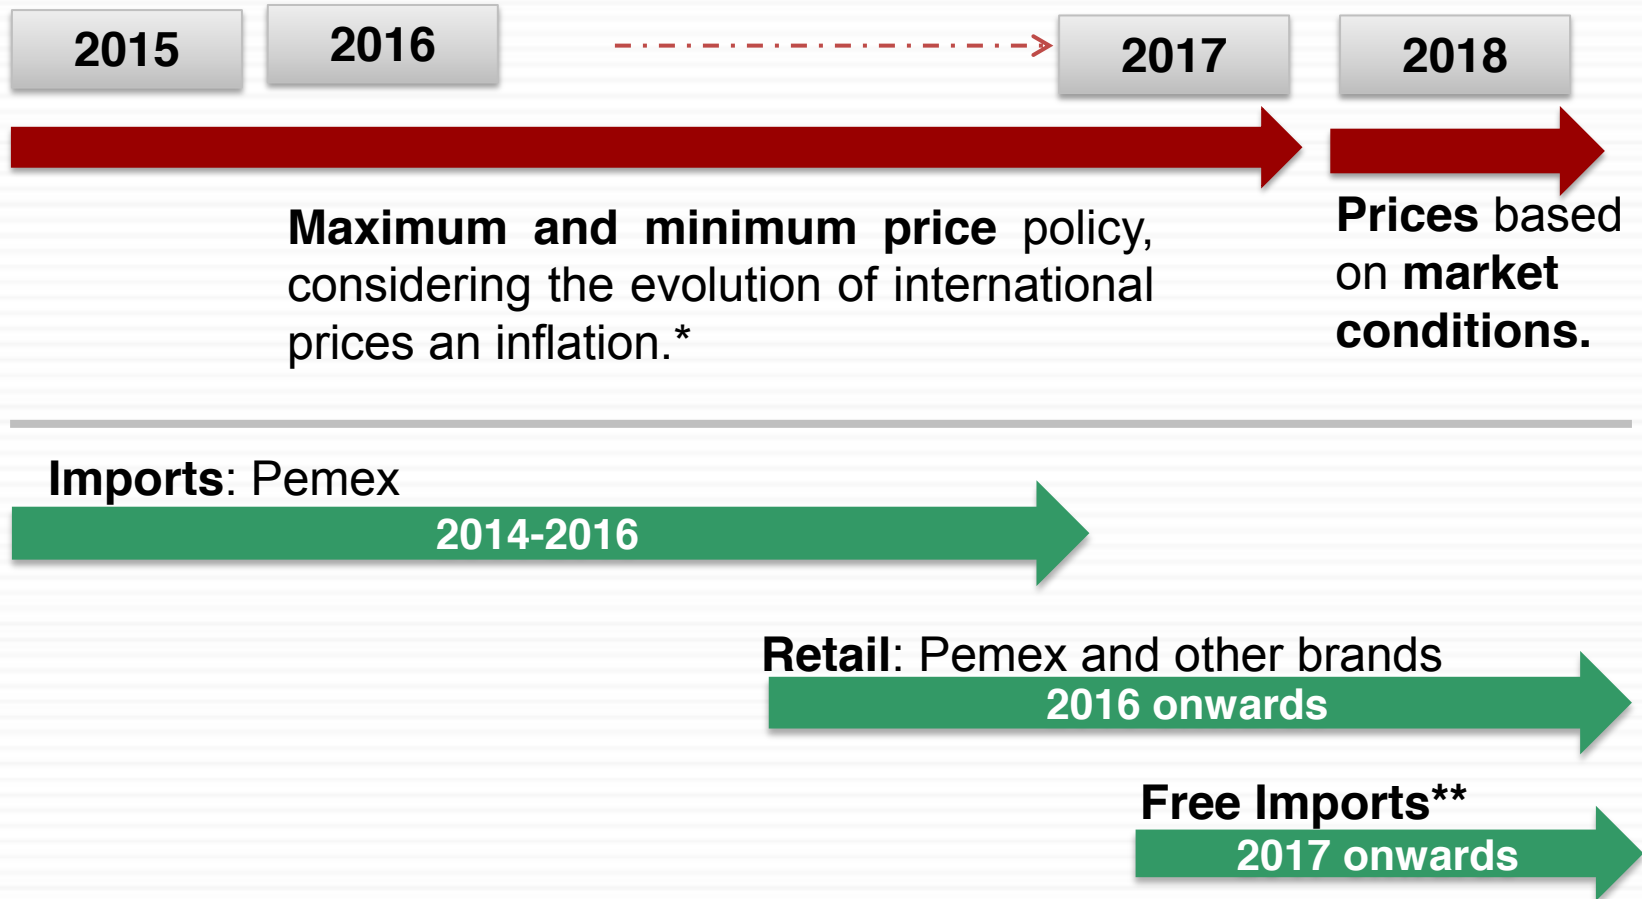 2015
2016
2017
2018
Maximum and minimum price policy,
considering the evolution of international
prices an inflation.*
Prices based
on market
conditions.
Imports: Pemex
2014-2016
Retail: Pemex and other brands
2016 onwards
Free Imports**
2017 onwards